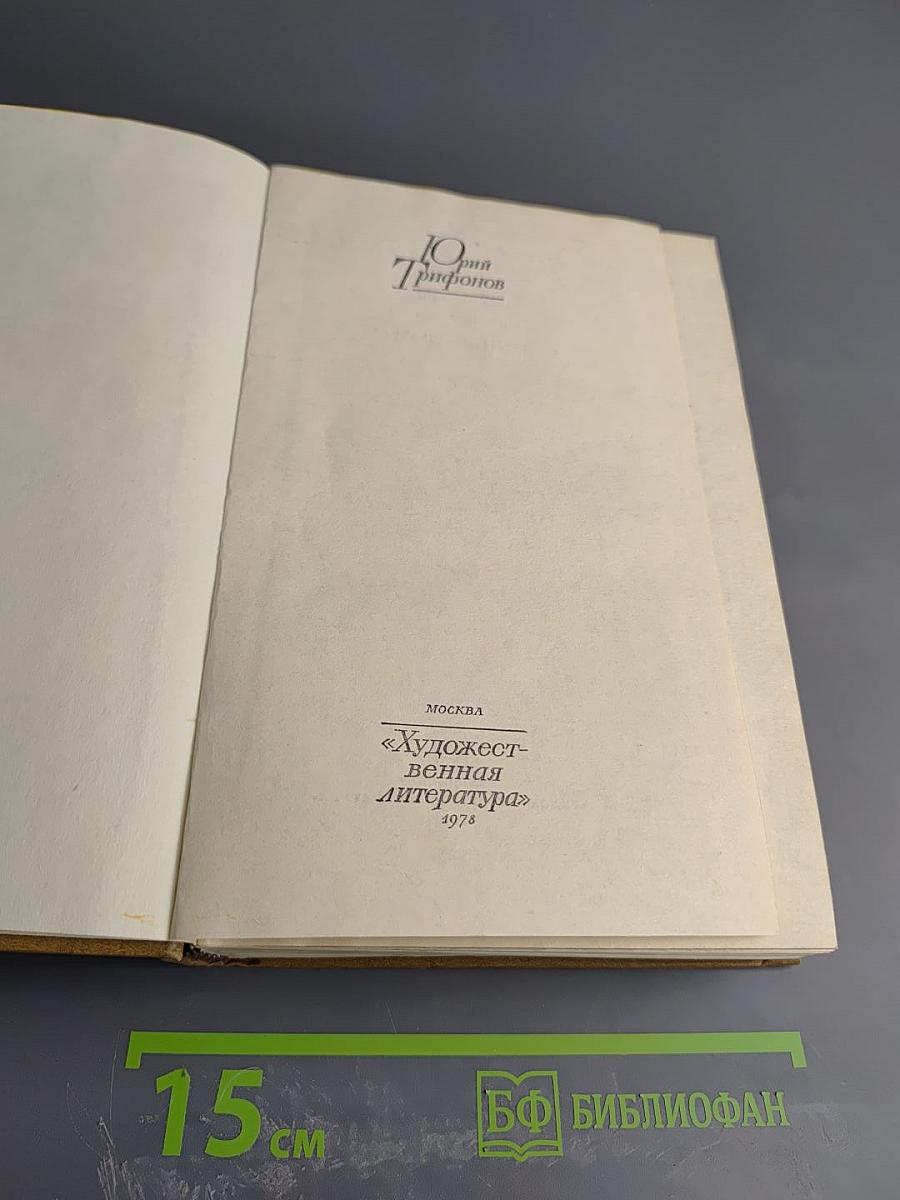 Юрий
Трифонов
МОСКВА
«Художест-
венная
литература»
1978
15 см
БФ БИБЛИОФАН